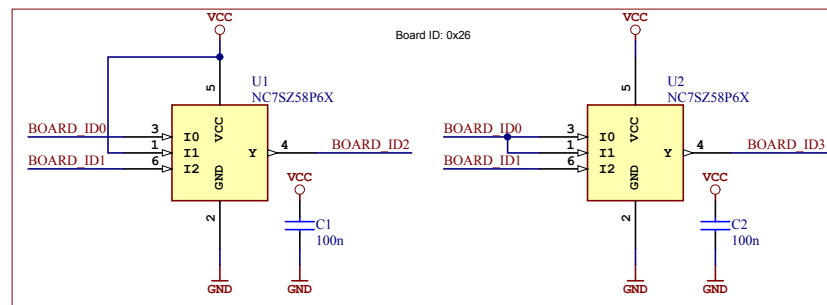 VCC
Board ID: 0x26
VCC
U1
NC7SZ58P6X
5
BOARD_ID0
3
I0
VCC
1
I1
Y
4
BOARD_ID2
BOARD_ID1
6
I2
GND
2
VCC
C1
100n
GND
GND
U2
NC7SZ58P6X
5
BOARD_ID0
3
I0
VCC
1
I1
Y
4
BOARD_ID3
BOARD_ID1
6
I2
GND
2
VCC
C2
100n
GND
GND